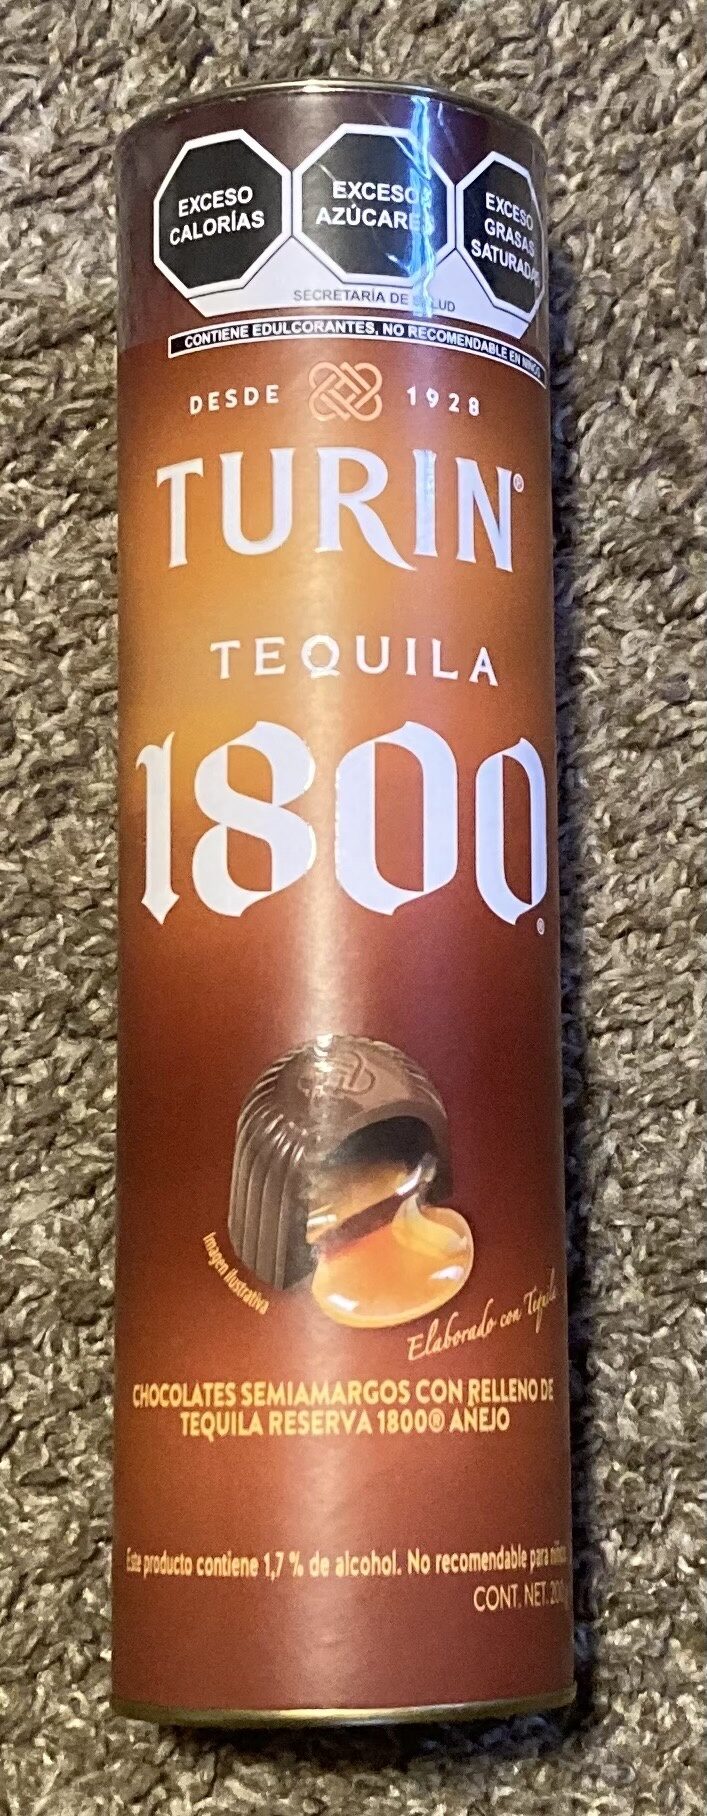 EXCESO
CALORÍAS
EXCESO
AZÚCARES
EXCESO
GRASAS
SATURADAS
SECRETARÍA DE SALUD
CONTIENE EDULCORANTES, NO RECOMENDABLE EN NIÑOS
DESDE 1928
TURIN®
TEQUILA
1800®
Imagen Ilustrativa
Elaborado con Tequila
CHOCOLATES SEMIAMARGOS CON RELLENO DE
TEQUILA RESERVA 1800® AÑEJO
Este producto contiene 1,7 % de alcohol. No recomendable para niños
CONT. NET.